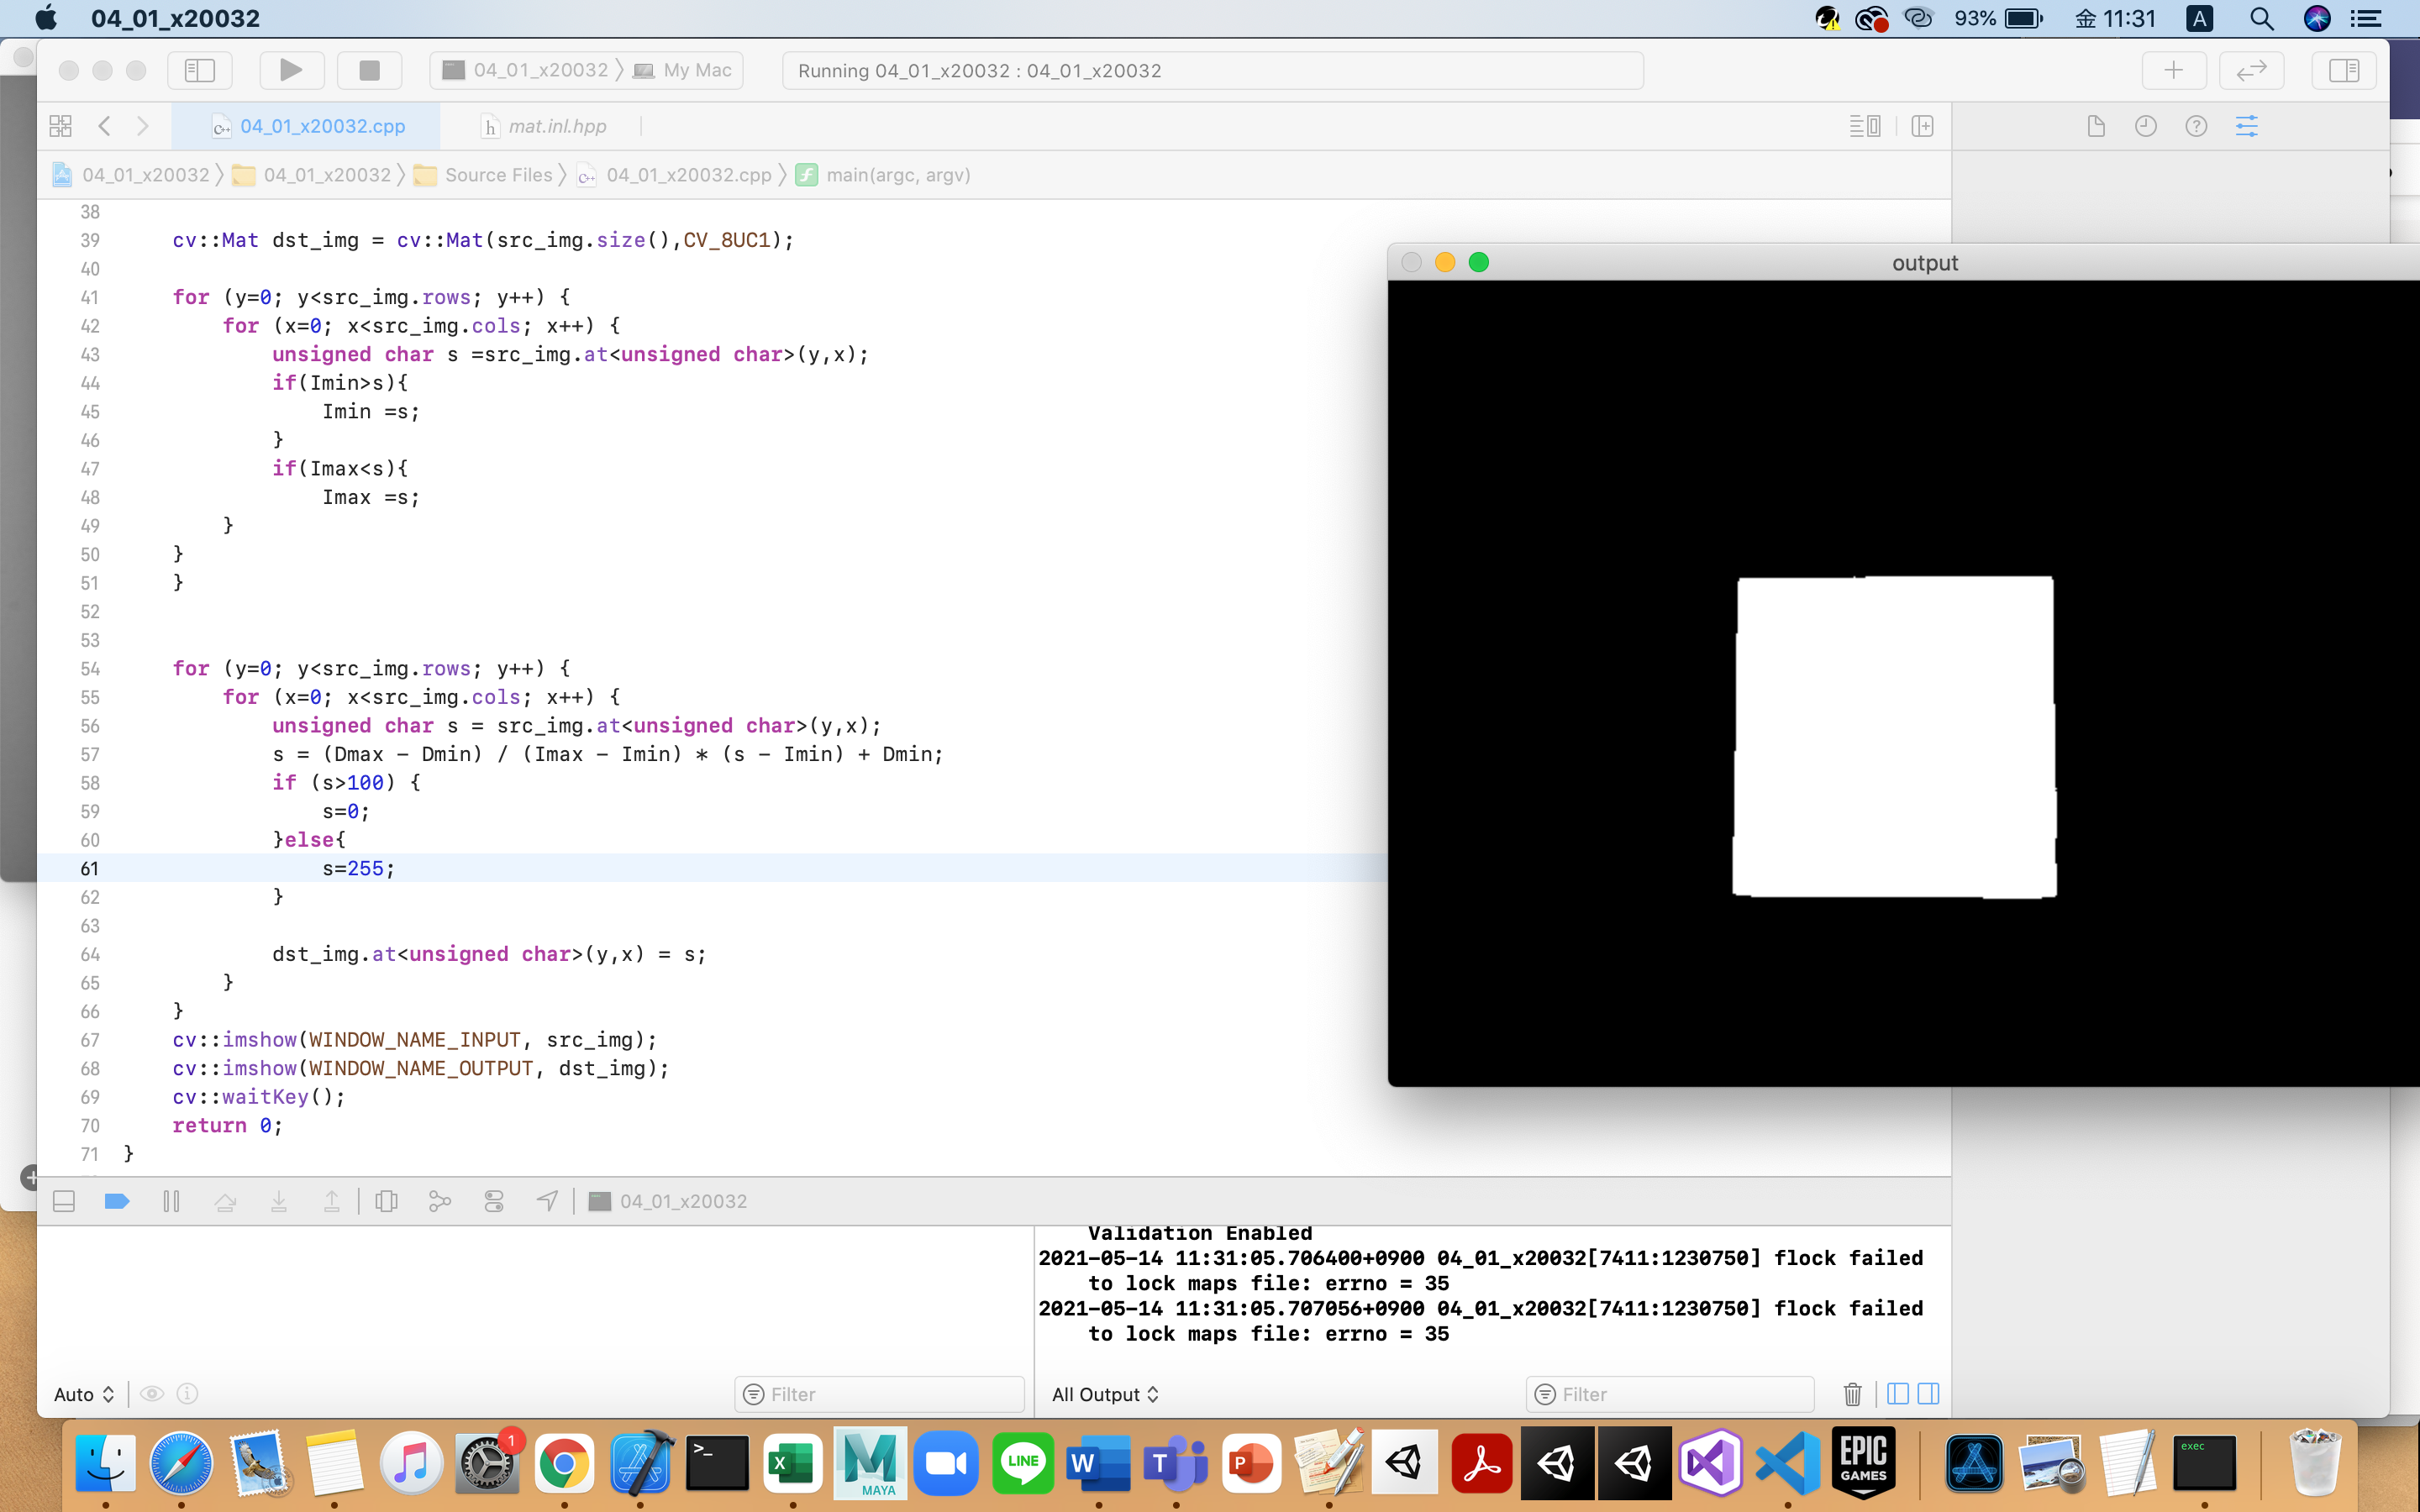 04_01_x20032
93%
金 11:31
A
04_01_x20032 〉 My Mac
Running 04_01_x20032 : 04_01_x20032
04_01_x20032.cpp
mat.inl.hpp
04_01_x20032 〉 04_01_x20032 〉 Source Files 〉 04_01_x20032.cpp 〉 main(argc, argv)
38
39 cv::Mat dst_img = cv::Mat(src_img.size(),CV_8UC1);
40
41 for (y=0; y<src_img.rows; y++) {
42 for (x=0; x<src_img.cols; x++) {
43 unsigned char s =src_img.at<unsigned char>(y,x);
44 if(Imin>s){
45 Imin =s;
46 }
47 if(Imax<s){
48 Imax =s;
49 }
50 }
51 }
52
53
54 for (y=0; y<src_img.rows; y++) {
55 for (x=0; x<src_img.cols; x++) {
56 unsigned char s = src_img.at<unsigned char>(y,x);
57 s = (Dmax - Dmin) / (Imax - Imin) * (s - Imin) + Dmin;
58 if (s>100) {
59 s=0;
60 }else{
61 s=255;
62 }
63
64 dst_img.at<unsigned char>(y,x) = s;
65 }
66 }
67 cv::imshow(WINDOW_NAME_INPUT, src_img);
68 cv::imshow(WINDOW_NAME_OUTPUT, dst_img);
69 cv::waitKey();
70 return 0;
71 }
output
04_01_x20032
Validation Enabled
2021-05-14 11:31:05.706400+0900 04_01_x20032[7411:1230750] flock failed
to lock maps file: errno = 35
2021-05-14 11:31:05.707056+0900 04_01_x20032[7411:1230750] flock failed
to lock maps file: errno = 35
Auto
Filter
All Output
Filter
1
MAYA
LINE
EPIC
GAMES
exec